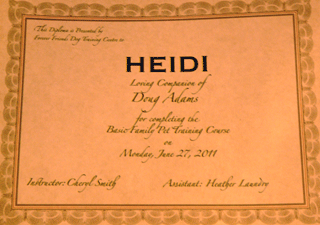 This Diploma is Presented by
Forever Friends Dog Training Center to
HEIDI
Loving Companion of
Doug Adams
for completing the
Basic Family Pet Training Course
on
Monday, June 27, 2011
Instructor: Cheryl Smith Assistant: Heather Laundry